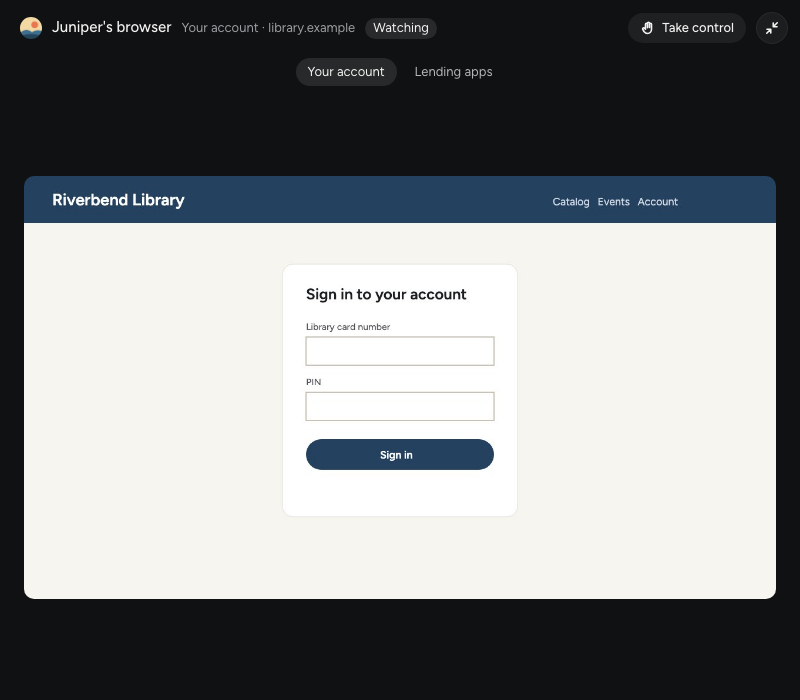 Juniper's browser Your account · library.example Watching Take control
Your account Lending apps
Riverbend Library Catalog Events Account
Sign in to your account
Library card number
PIN
Sign in